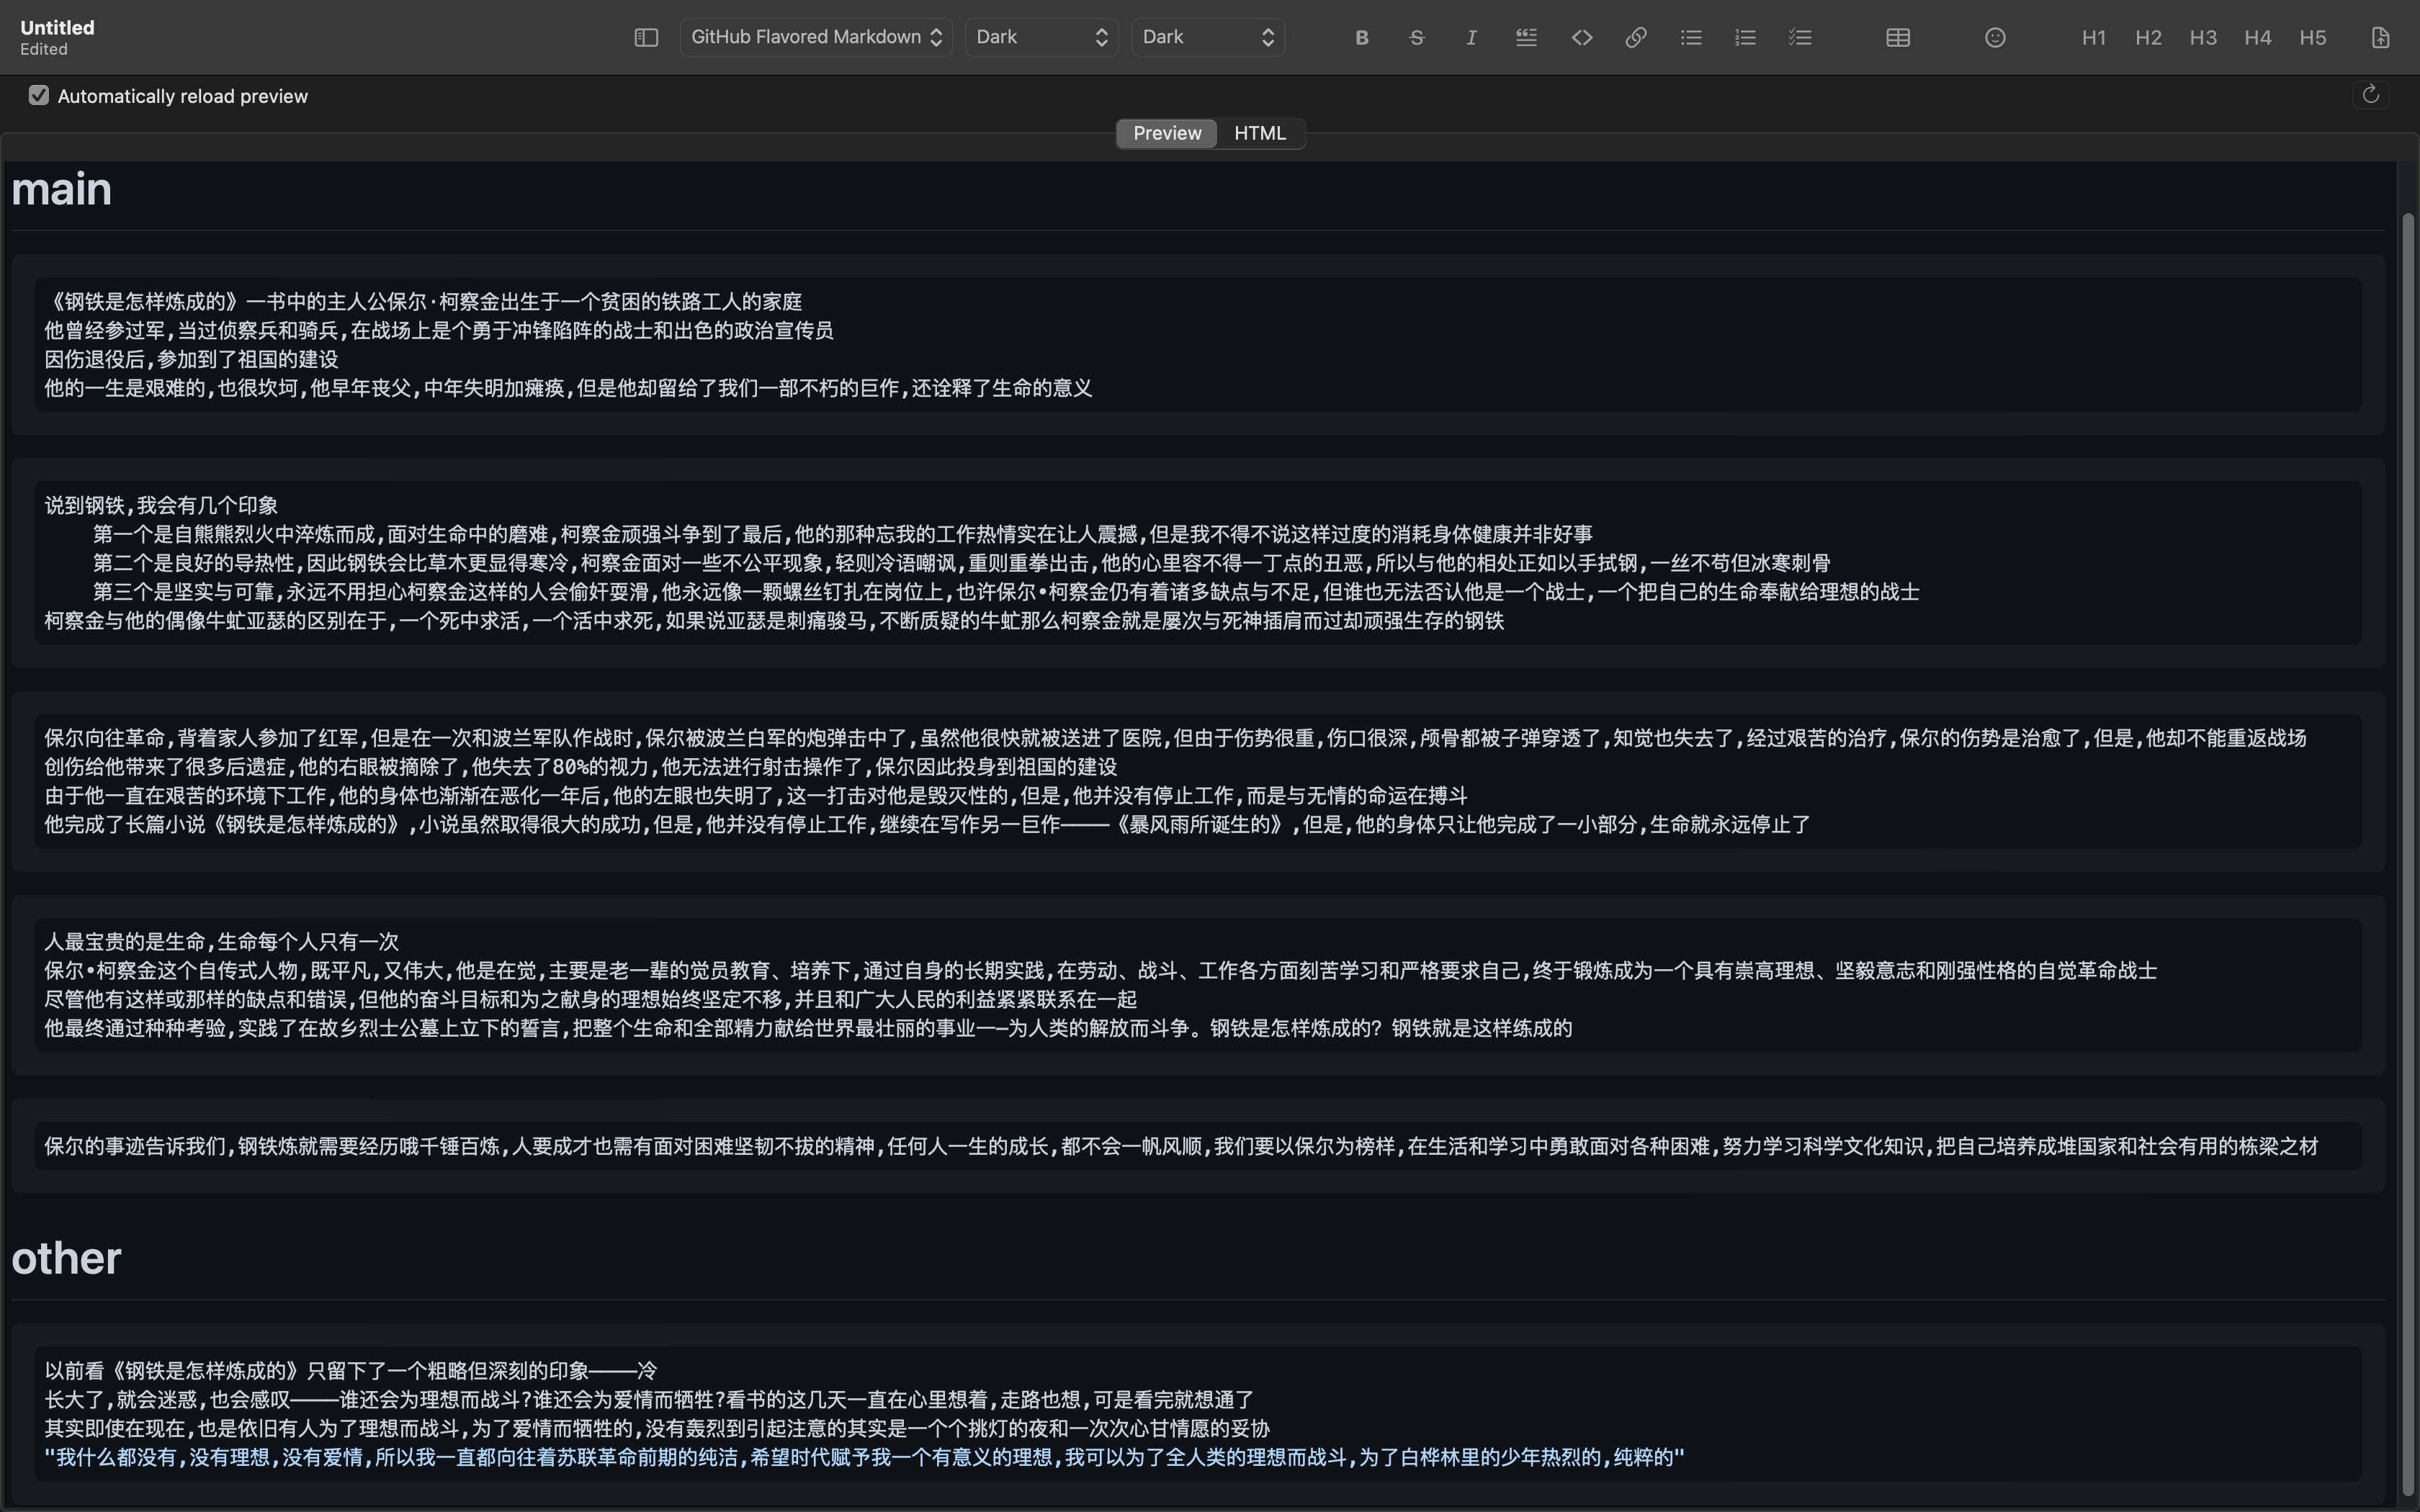 Untitled
Edited
GitHub Flavored Markdown
Dark
Dark
H1 H2 H3 H4 H5
Automatically reload preview
Preview HTML
main
《钢铁是怎样炼成的》一书中的主人公保尔·柯察金出生于一个贫困的铁路工人的家庭
他曾经参过军,当过侦察兵和骑兵,在战场上是个勇于冲锋陷阵的战士和出色的政治宣传员
因伤退役后,参加到了祖国的建设
他的一生是艰难的,也很坎坷,他早年丧父,中年失明加瘫痪,但是他却留给了我们一部不朽的巨作,还诠释了生命的意义
说到钢铁,我会有几个印象
第一个是自熊熊烈火中淬炼而成,面对生命中的磨难,柯察金顽强斗争到了最后,他的那种忘我的工作热情实在让人震撼,但是我不得不说这样过度的消耗身体健康并非好事
第二个是良好的导热性,因此钢铁会比草木更显得寒冷,柯察金面对一些不公平现象,轻则冷语嘲讽,重则重拳出击,他的心里容不得一丁点的丑恶,所以与他的相处正如以手拭钢,一丝不苟但冰寒刺骨
第三个是坚实与可靠,永远不用担心柯察金这样的人会偷奸耍滑,他永远像一颗螺丝钉扎在岗位上,也许保尔•柯察金仍有着诸多缺点与不足,但谁也无法否认他是一个战士,一个把自己的生命奉献给理想的战士
柯察金与他的偶像牛虻亚瑟的区别在于,一个死中求活,一个活中求死,如果说亚瑟是刺痛骏马,不断质疑的牛虻那么柯察金就是屡次与死神插肩而过却顽强生存的钢铁
保尔向往革命,背着家人参加了红军,但是在一次和波兰军队作战时,保尔被波兰白军的炮弹击中了,虽然他很快就被送进了医院,但由于伤势很重,伤口很深,颅骨都被子弹穿透了,知觉也失去了,经过艰苦的治疗,保尔的伤势是治愈了,但是,他却不能重返战场
创伤给他带来了很多后遗症,他的右眼被摘除了,他失去了80%的视力,他无法进行射击操作了,保尔因此投身到祖国的建设
由于他一直在艰苦的环境下工作,他的身体也渐渐在恶化一年后,他的左眼也失明了,这一打击对他是毁灭性的,但是,他并没有停止工作,而是与无情的命运在搏斗
他完成了长篇小说《钢铁是怎样炼成的》,小说虽然取得很大的成功,但是,他并没有停止工作,继续在写作另一巨作————《暴风雨所诞生的》,但是,他的身体只让他完成了一小部分,生命就永远停止了
人最宝贵的是生命,生命每个人只有一次
保尔•柯察金这个自传式人物,既平凡,又伟大,他是在觉,主要是老一辈的觉员教育、培养下,通过自身的长期实践,在劳动、战斗、工作各方面刻苦学习和严格要求自己,终于锻炼成为一个具有崇高理想、坚毅意志和刚强性格的自觉革命战士
尽管他有这样或那样的缺点和错误,但他的奋斗目标和为之献身的理想始终坚定不移,并且和广大人民的利益紧紧联系在一起
他最终通过种种考验,实践了在故乡烈士公墓上立下的誓言,把整个生命和全部精力献给世界最壮丽的事业一—为人类的解放而斗争。钢铁是怎样炼成的? 钢铁就是这样练成的
保尔的事迹告诉我们,钢铁炼就需要经历哦千锤百炼,人要成才也需有面对困难坚韧不拔的精神,任何人一生的成长,都不会一帆风顺,我们要以保尔为榜样,在生活和学习中勇敢面对各种困难,努力学习科学文化知识,把自己培养成堆国家和社会有用的栋梁之材
other
以前看《钢铁是怎样炼成的》只留下了一个粗略但深刻的印象————冷
长大了,就会迷惑,也会感叹————谁还会为理想而战斗?谁还会为爱情而牺牲?看书的这几天一直在心里想着,走路也想,可是看完就想通了
其实即使在现在,也是依旧有人为了理想而战斗,为了爱情而牺牲的,没有轰烈到引起注意的其实是一个个挑灯的夜和一次次心甘情愿的妥协
"我什么都没有,没有理想,没有爱情,所以我一直都向往着苏联革命前期的纯洁,希望时代赋予我一个有意义的理想,我可以为了全人类的理想而战斗,为了白桦林里的少年热烈的,纯粹的"